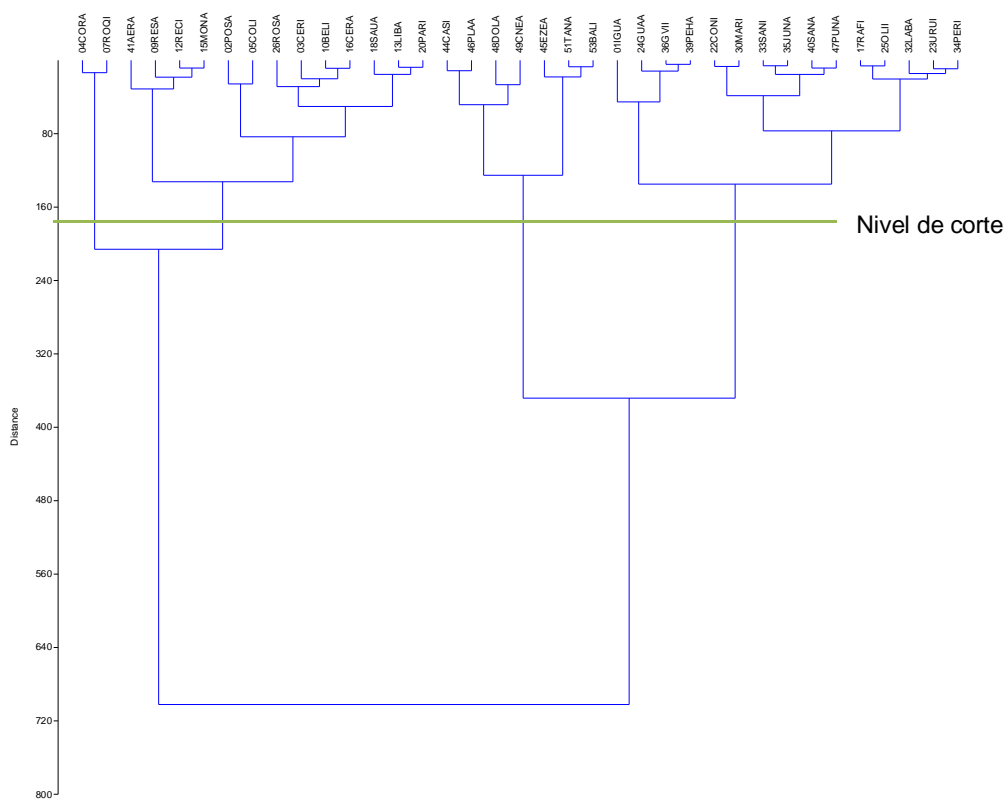 04CORA
07ROQI
41AERA
09RESA
12RECI
15MONA
02POSA
05COLI
26ROSA
03CERI
10BELI
16CERA
18SAUA
13LIBA
20PARI
44CASI
46PLAA
48DOLA
49CNEA
45EZEA
51TANA
53BALI
01IGUA
24GUAA
36GVII
39PEHA
22CONI
30MARI
33SANI
35JUNA
40SANA
47PUNA
17RAFI
25OLII
32LABA
23URUI
34PERI
80
160
Nivel de corte
240
320
400
Distance
480
560
640
720
800